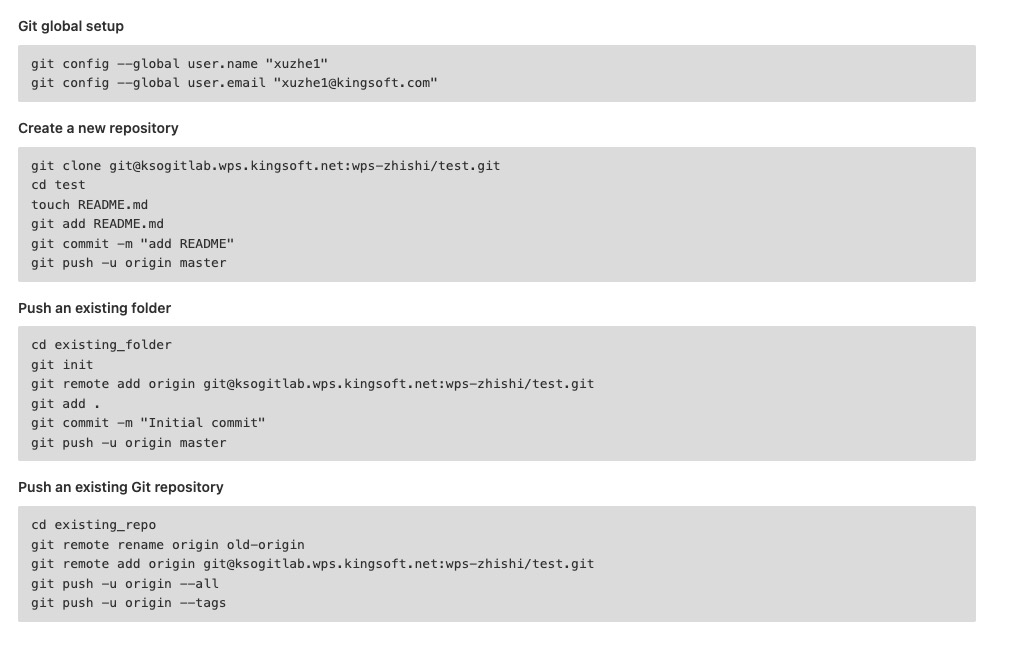 Git global setup
git config --global user.name "xuzhe1"
git config --global user.email "xuzhe1@kingsoft.com"
Create a new repository
git clone git@ksogitlab.wps.kingsoft.net:wps-zhishi/test.git
cd test
touch README.md
git add README.md
git commit -m "add README"
git push -u origin master
Push an existing folder
cd existing_folder
git init
git remote add origin git@ksogitlab.wps.kingsoft.net:wps-zhishi/test.git
git add .
git commit -m "Initial commit"
git push -u origin master
Push an existing Git repository
cd existing_repo
git remote rename origin old-origin
git remote add origin git@ksogitlab.wps.kingsoft.net:wps-zhishi/test.git
git push -u origin --all
git push -u origin --tags